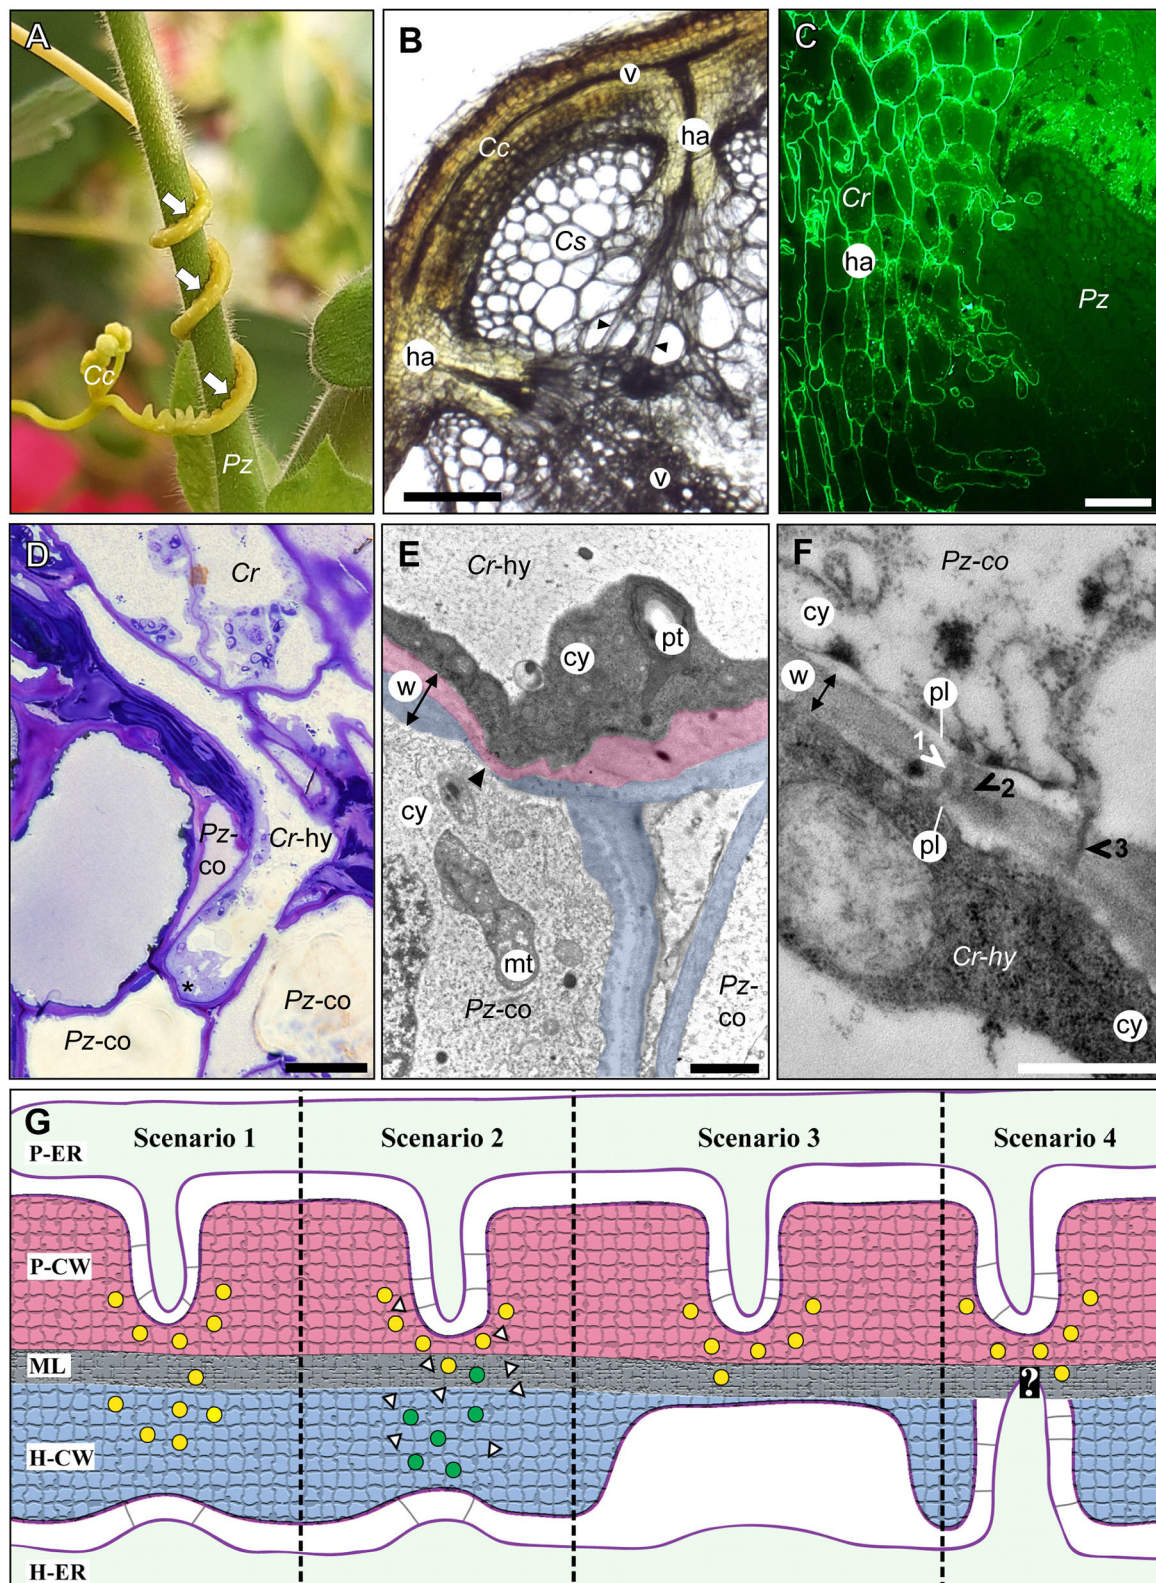 A
Cc
Pz
B
v
Cc
ha
Cs
ha
v
C
Cr
ha
Pz
D
Cr
Pz-
co
Cr-hy
*
Pz-co
Pz-co
E
Cr-hy
pt
cy
w
cy
mt
Pz-co
Pz-
co
F
Pz-co
cy
w
pl
1
2
pl
3
Cr-hy
cy
G
Scenario 1
Scenario 2
Scenario 3
Scenario 4
P-ER
P-CW
ML
?
H-CW
H-ER